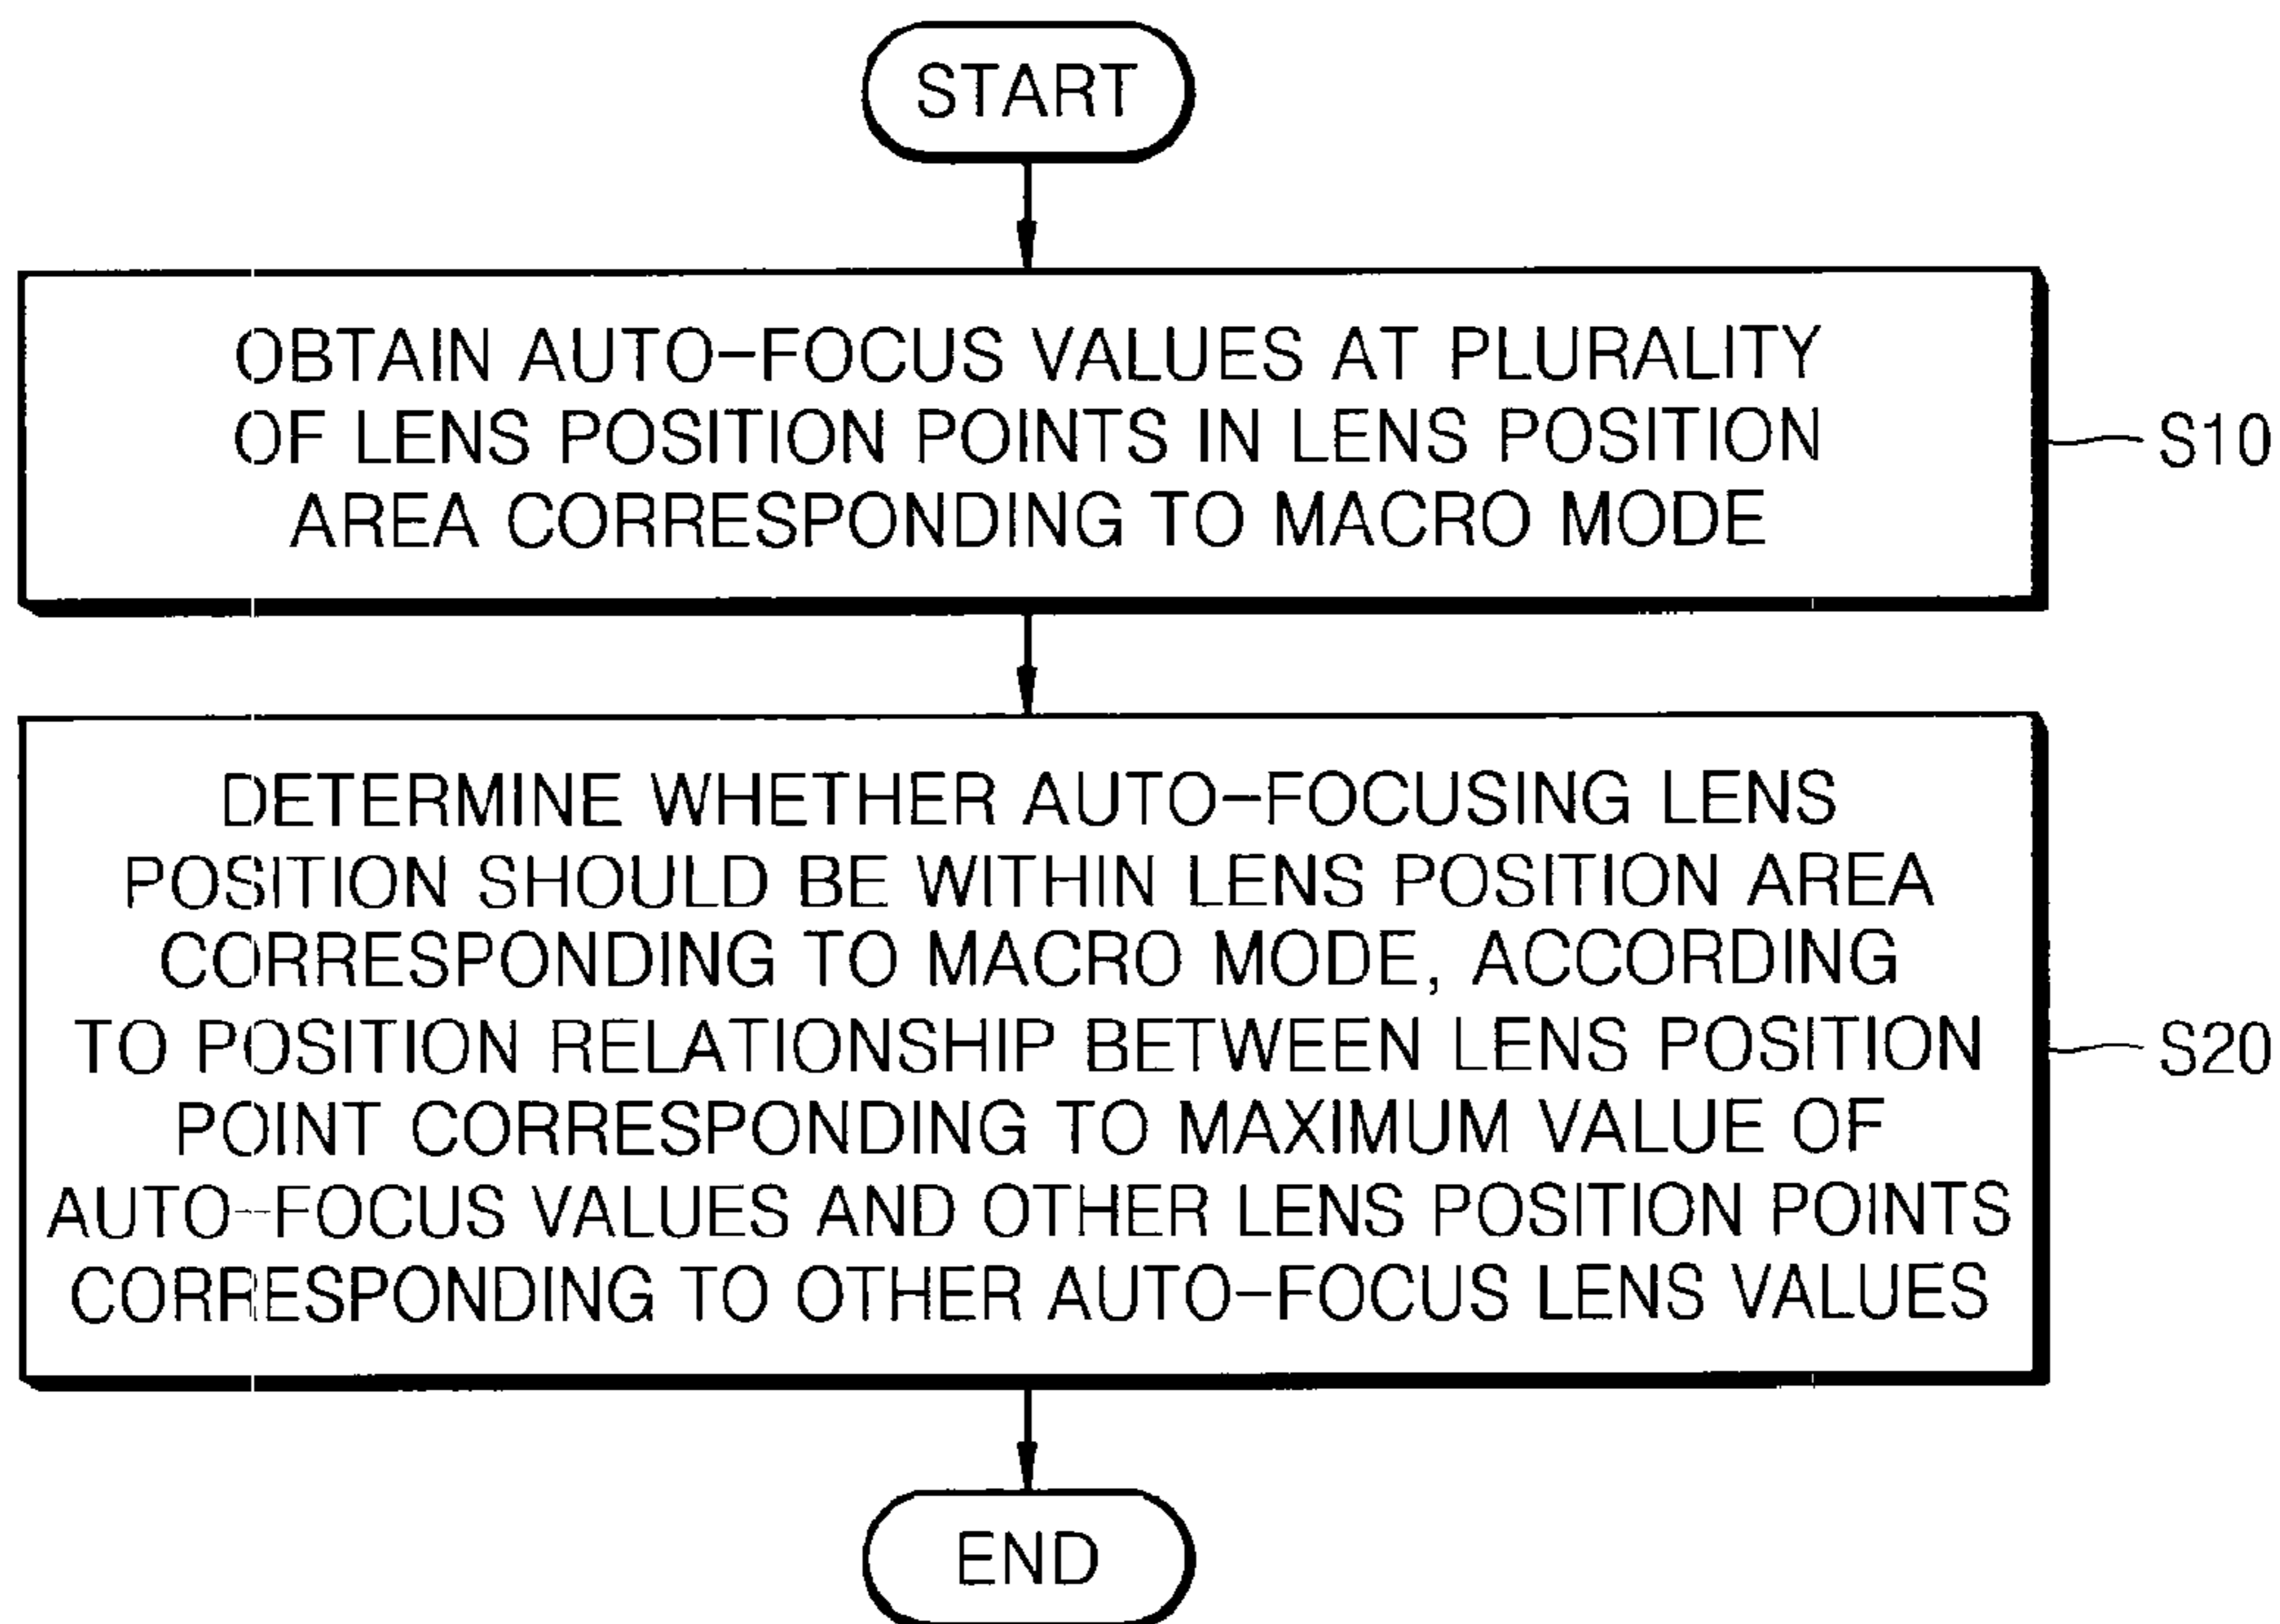 START
OBTAIN AUTO-FOCUS VALUES AT PLURALITY
OF LENS POSITION POINTS IN LENS POSITION
AREA CORRESPONDING TO MACRO MODE
S10
DETERMINE WHETHER AUTO-FOCUSING LENS
POSITION SHOULD BE WITHIN LENS POSITION AREA
CORRESPONDING TO MACRO MODE, ACCORDING
TO POSITION RELATIONSHIP BETWEEN LENS POSITION
POINT CORRESPONDING TO MAXIMUM VALUE OF
AUTO-FOCUS VALUES AND OTHER LENS POSITION POINTS
CORRESPONDING TO OTHER AUTO-FOCUS LENS VALUES
S20
END